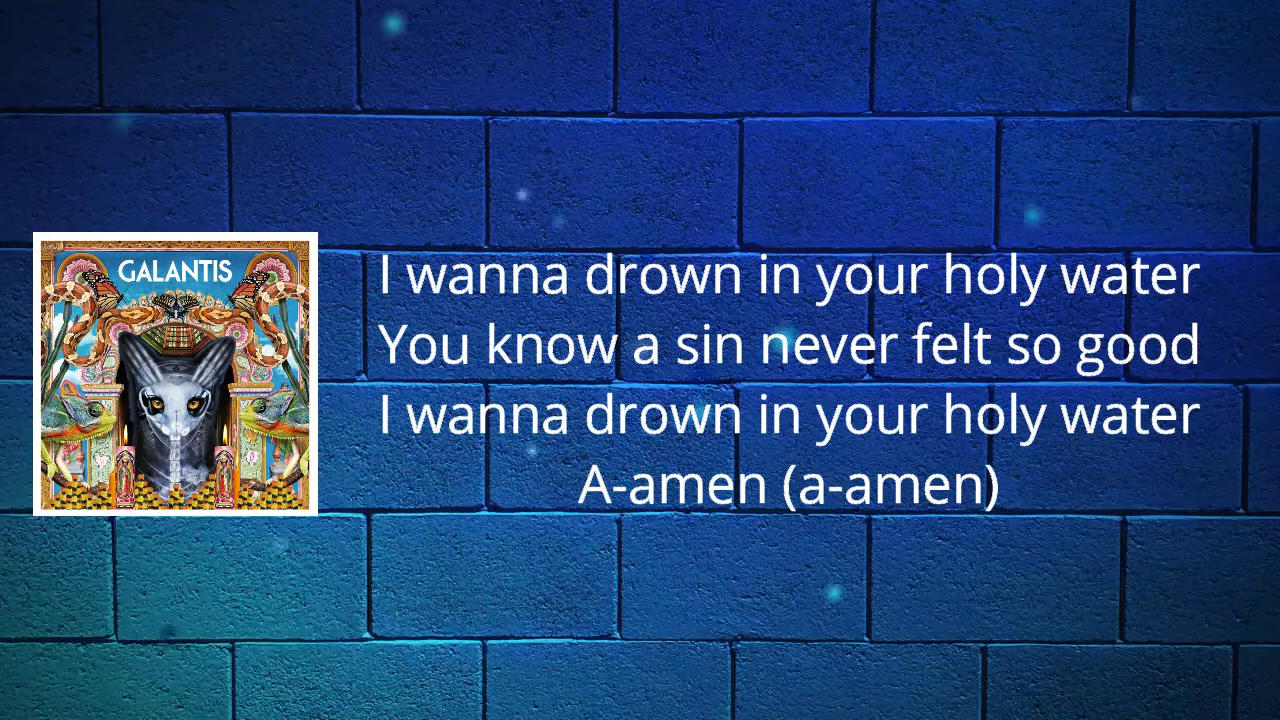 GALANTIS
I wanna drown in your holy water
You know a sin never felt so good
I wanna drown in your holy water
A-amen (a-amen)